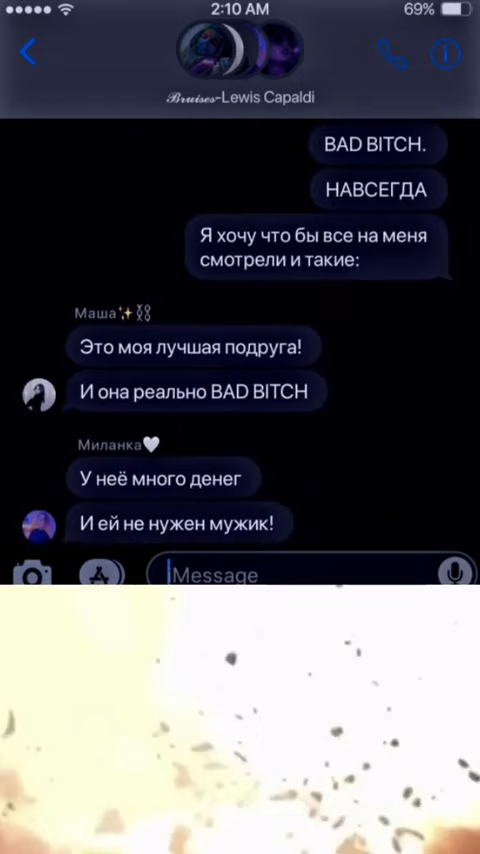 2:10 AM
69%
Bruises-Lewis Capaldi
BAD BITCH.
НАВСЕГДА
Я хочу что бы все на меня
смотрели и такие:
Маша✨⛓
Это моя лучшая подруга!
И она реально BAD BITCH
Миланка🤍
У неё много денег
И ей не нужен мужик!
Message